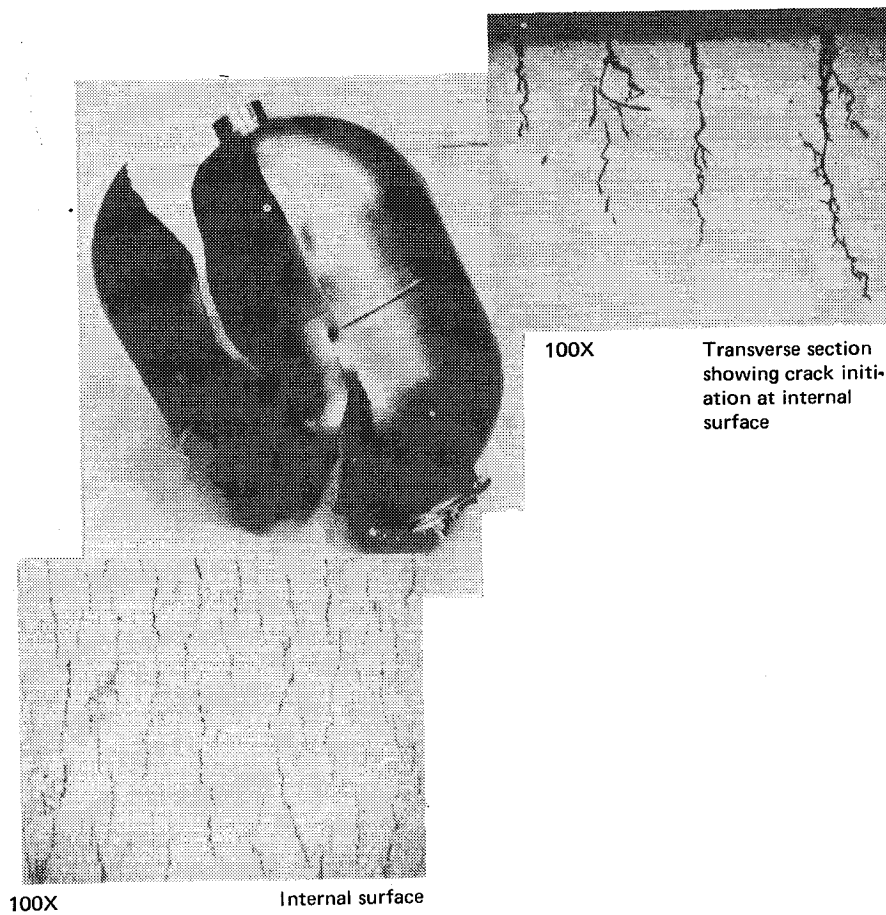 100X
Transverse section
showing crack initi-
ation at internal
surface
100X
Internal surface